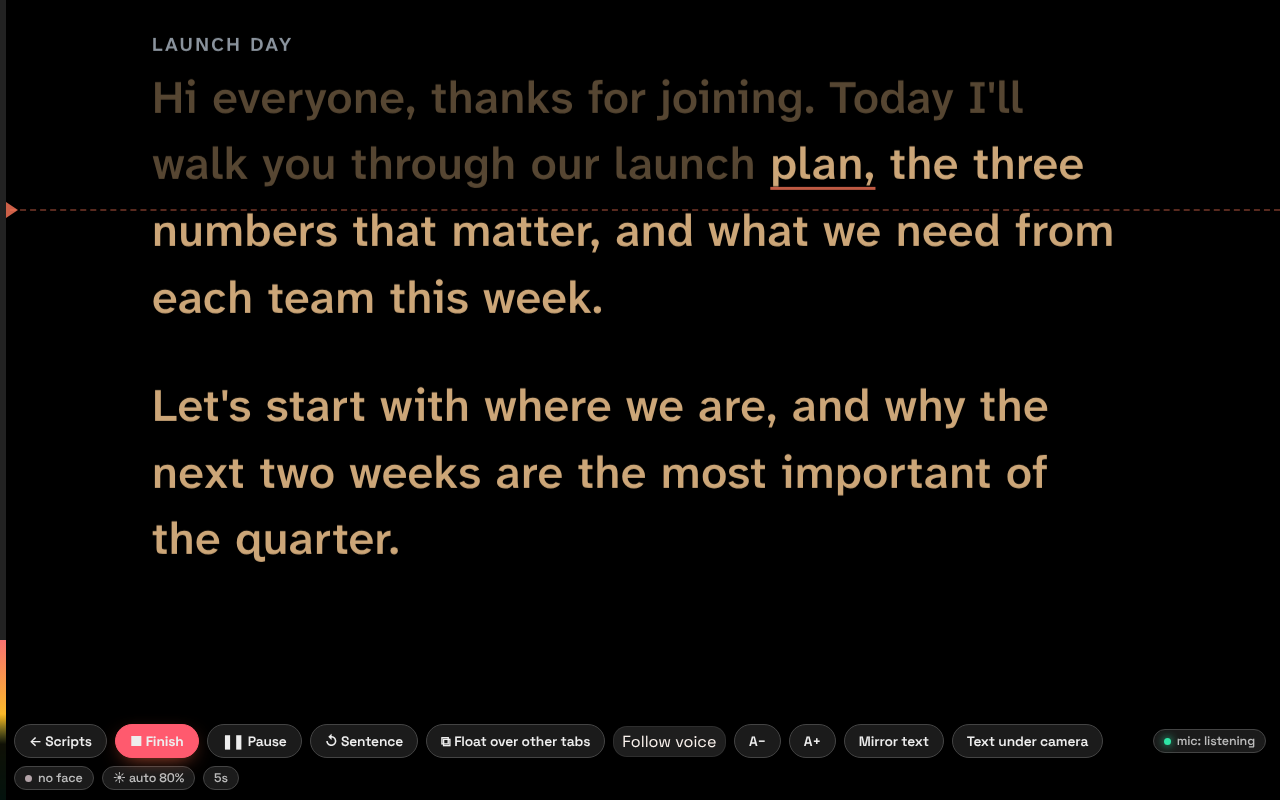 LAUNCH DAY
Hi everyone, thanks for joining. Today I'll
walk you through our launch plan, the three
numbers that matter, and what we need from
each team this week.
Let's start with where we are, and why the
next two weeks are the most important of
the quarter.
← Scripts ■ Finish ❚❚ Pause ↺ Sentence ⧉ Float over other tabs Follow voice A− A+ Mirror text Text under camera mic: listening
no face ☀ auto 80% 5s